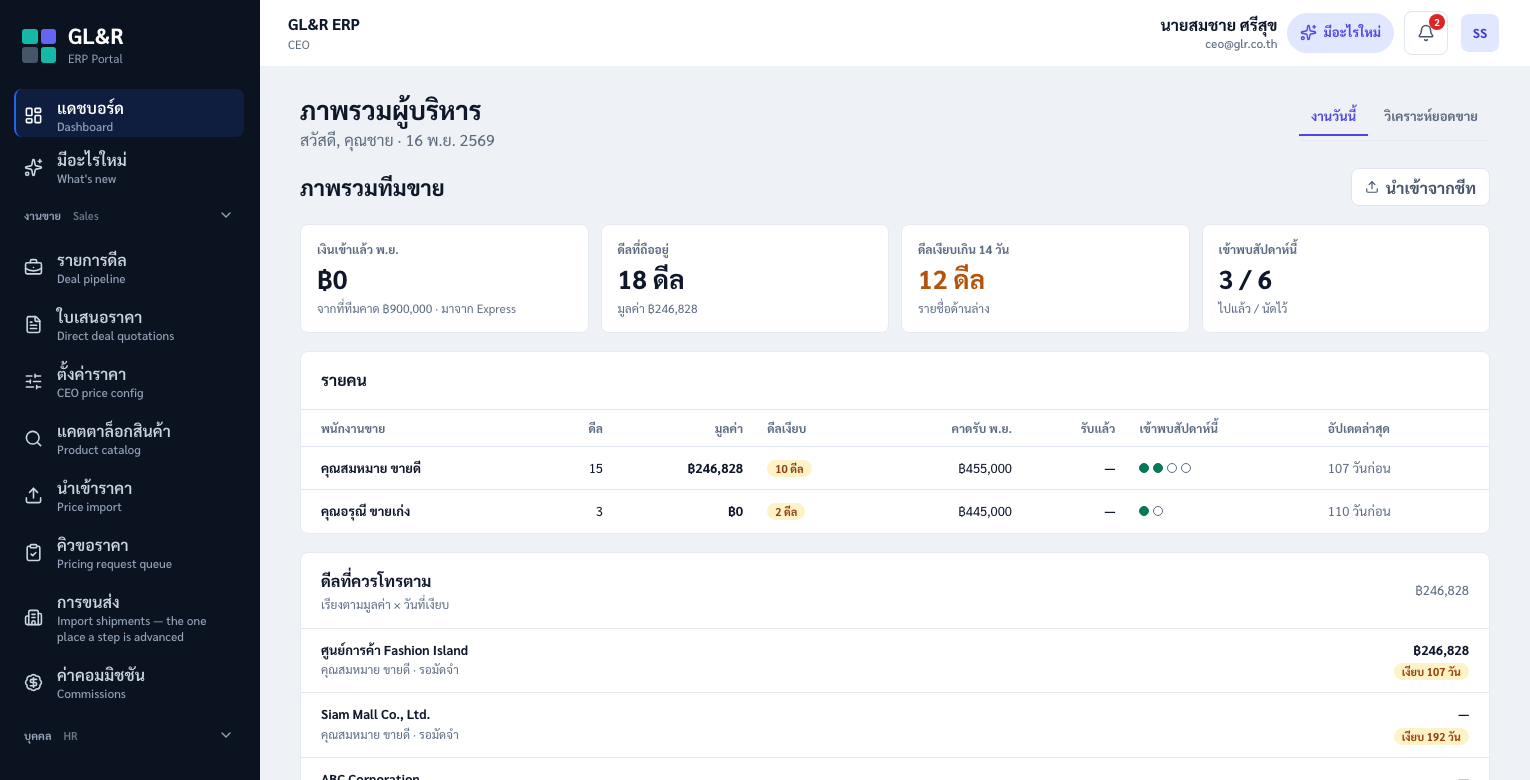 GL&R
ERP Portal
แดชบอร์ด
Dashboard
มีอะไรใหม่
What's new
งานขาย Sales
รายการดีล
Deal pipeline
ใบเสนอราคา
Direct deal quotations
ตั้งค่าราคา
CEO price config
แคตตาล็อกสินค้า
Product catalog
นำเข้าราคา
Price import
คิวขอราคา
Pricing request queue
การขนส่ง
Import shipments — the one
place a step is advanced
ค่าคอมมิชชัน
Commissions
บุคคล HR
GL&R ERP
CEO
นายสมชาย ศรีสุข
ceo@glr.co.th
มีอะไรใหม่
2
SS
ภาพรวมผู้บริหาร
สวัสดี, คุณชาย · 16 พ.ย. 2569
งานวันนี้ วิเคราะห์ยอดขาย
ภาพรวมทีมขาย
นำเข้าจากชีท
เงินเข้าแล้ว พ.ย.
฿0
จากที่ทีมคาด ฿900,000 · มาจาก Express
ดีลที่ถืออยู่
18 ดีล
มูลค่า ฿246,828
ดีลเงียบเกิน 14 วัน
12 ดีล
รายชื่อด้านล่าง
เข้าพบสัปดาห์นี้
3 / 6
ไปแล้ว / นัดไว้
รายคน
พนักงานขาย ดีล มูลค่า ดีลเงียบ คาดรับ พ.ย. รับแล้ว เข้าพบสัปดาห์นี้ อัปเดตล่าสุด
คุณสมหมาย ขายดี 15 ฿246,828 10 ดีล ฿455,000 — 107 วันก่อน
คุณอรุณี ขายเก่ง 3 ฿0 2 ดีล ฿445,000 — 110 วันก่อน
ดีลที่ควรโทรตาม
เรียงตามมูลค่า × วันที่เงียบ
฿246,828
ศูนย์การค้า Fashion Island
คุณสมหมาย ขายดี · รอมัดจำ
฿246,828
เงียบ 107 วัน
Siam Mall Co., Ltd.
คุณสมหมาย ขายดี · รอมัดจำ
—
เงียบ 192 วัน
ABC Corporation
—